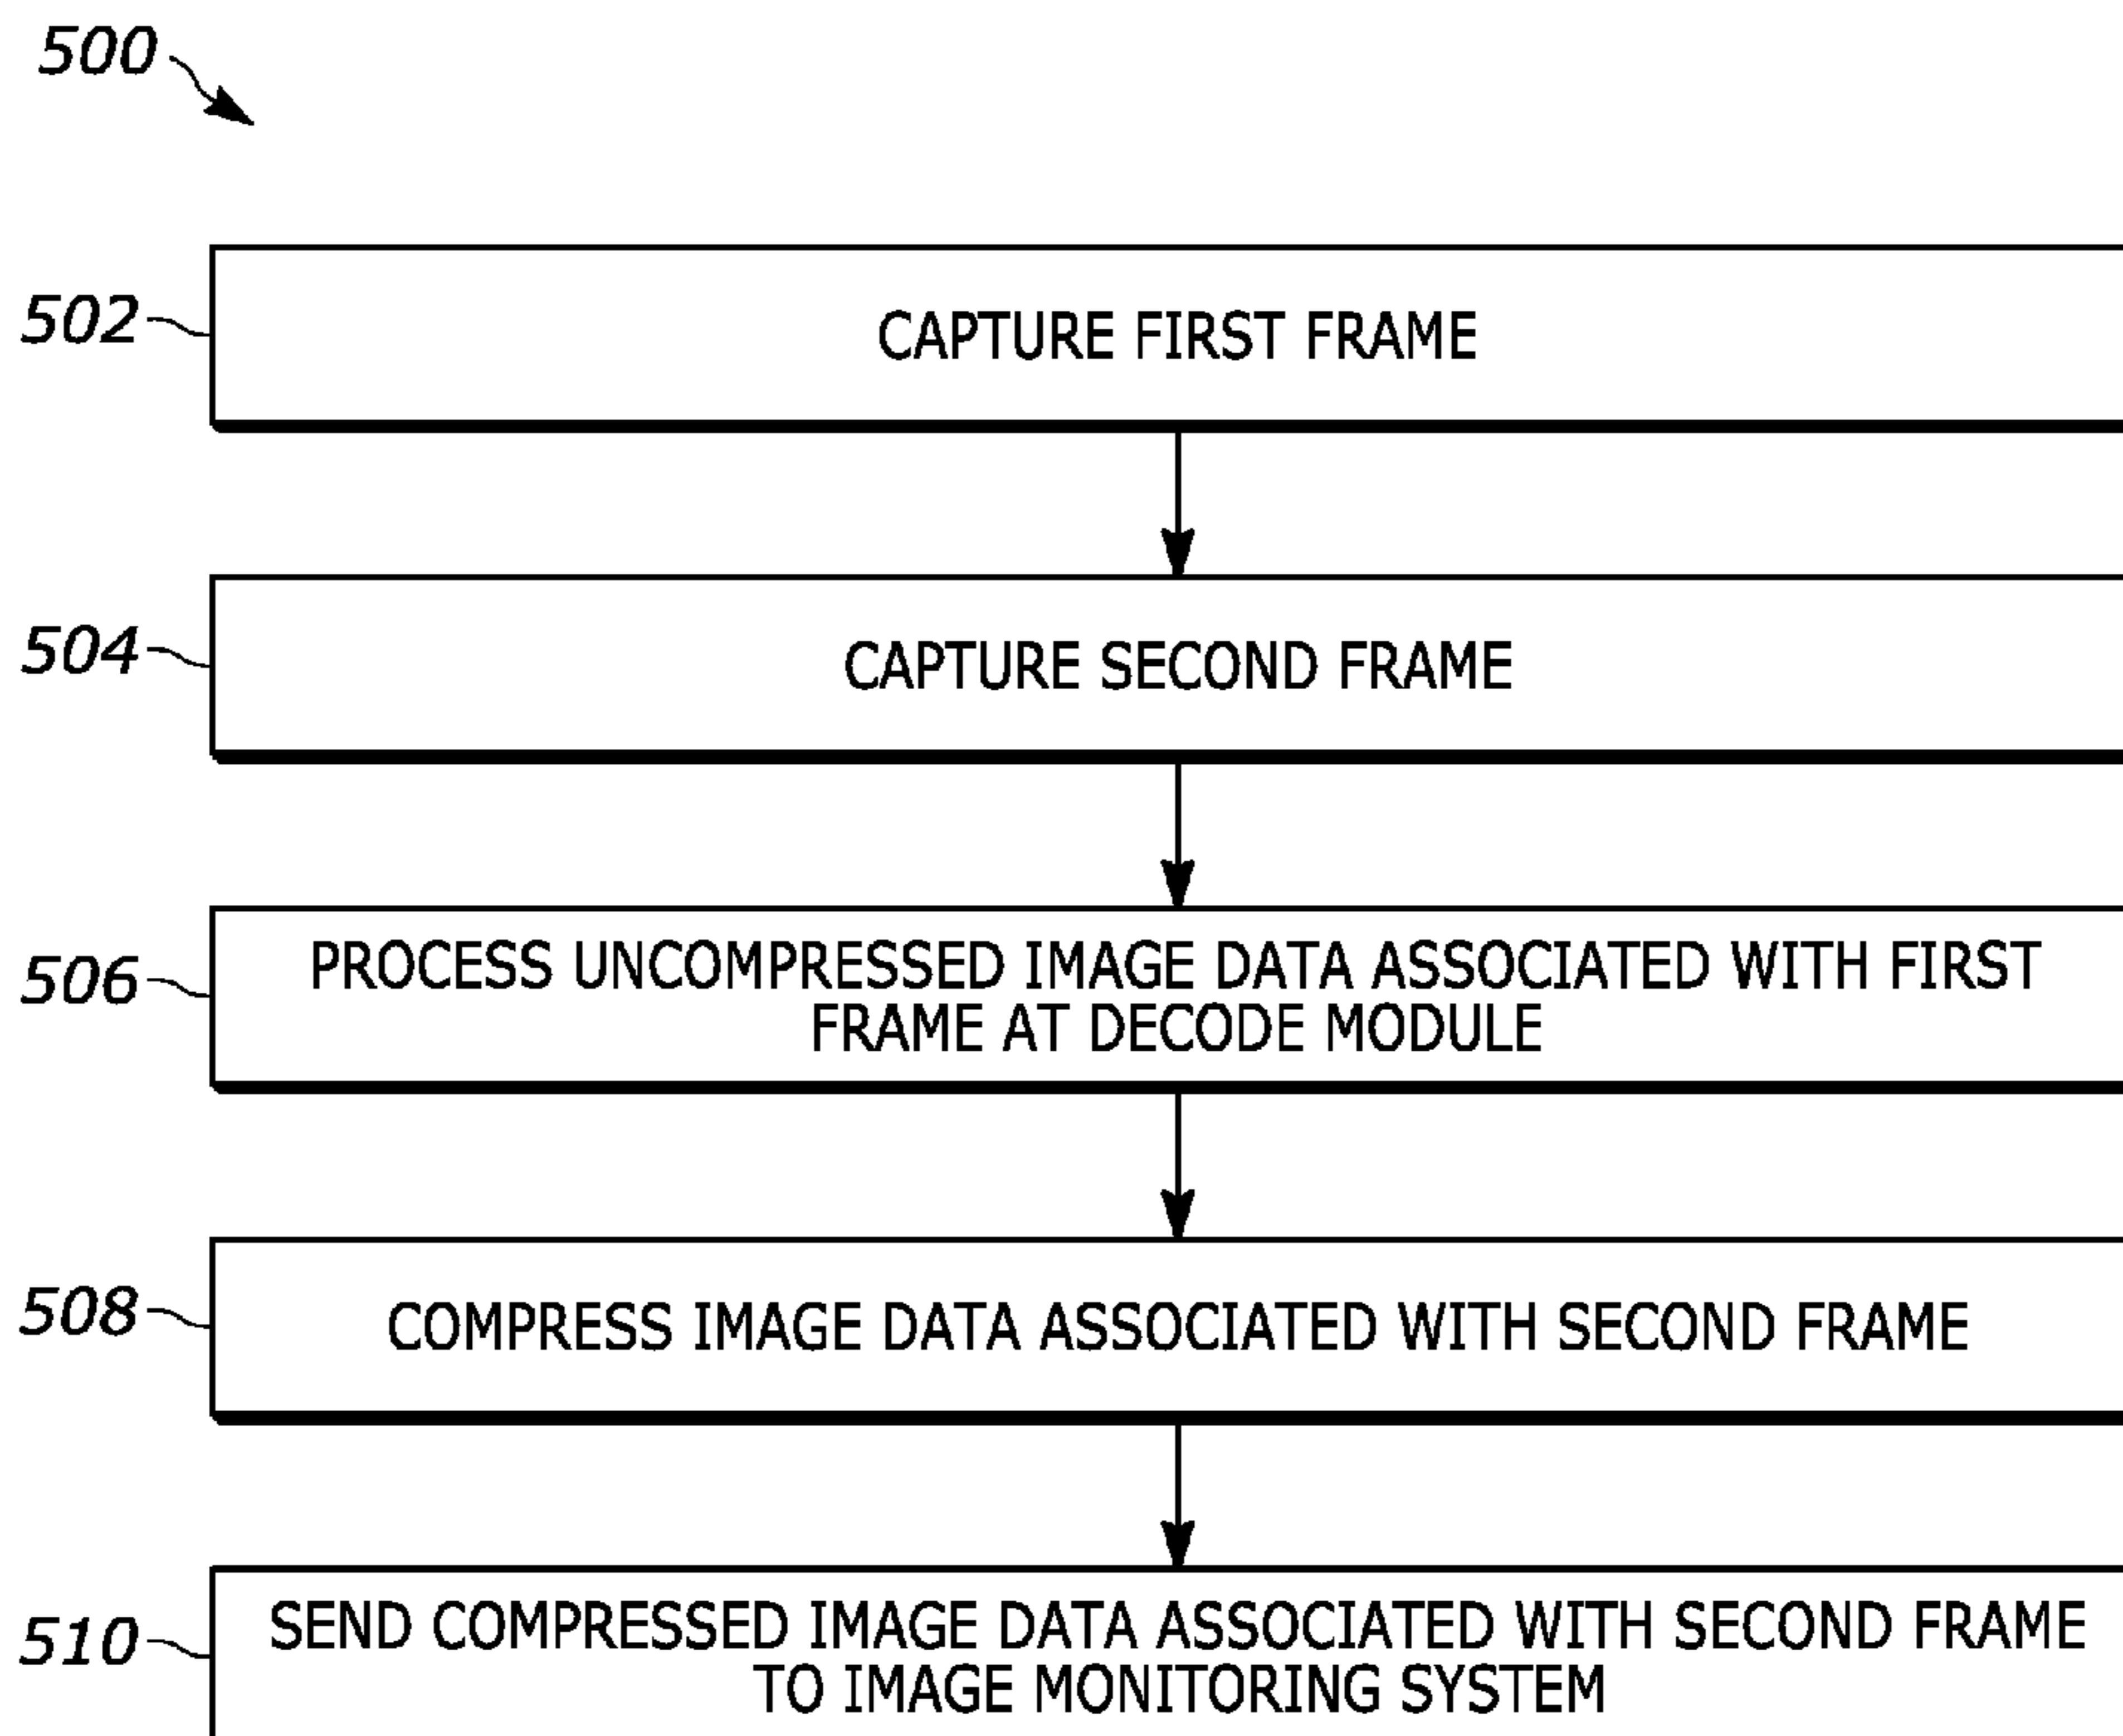 500
502
CAPTURE FIRST FRAME
504
CAPTURE SECOND FRAME
506
PROCESS UNCOMPRESSED IMAGE DATA ASSOCIATED WITH FIRST
FRAME AT DECODE MODULE
508
COMPRESS IMAGE DATA ASSOCIATED WITH SECOND FRAME
510
SEND COMPRESSED IMAGE DATA ASSOCIATED WITH SECOND FRAME
TO IMAGE MONITORING SYSTEM